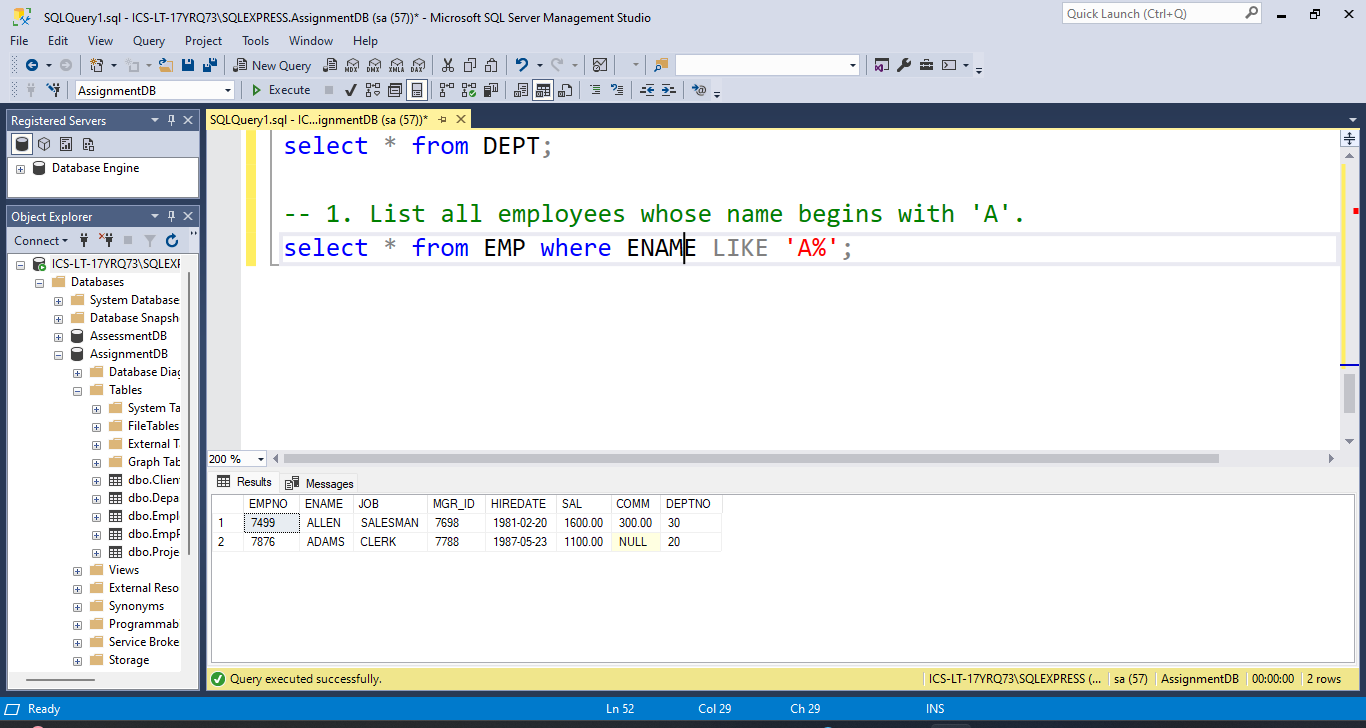 SQLQuery1.sql - ICS-LT-17YRQ73\SQLEXPRESS.AssignmentDB (sa (57))* - Microsoft SQL Server Management Studio
Quick Launch (Ctrl+Q)
File Edit View Query Project Tools Window Help
New Query MDX DMX XMLA DAX
AssignmentDB Execute
Registered Servers
Database Engine
Object Explorer
Connect
ICS-LT-17YRQ73\SQLEXF
Databases
System Database
Database Snapsh
AssessmentDB
AssignmentDB
Database Diag
Tables
System Ta
FileTables
External T
Graph Tab
dbo.Clien
dbo.Depa
dbo.Empl
dbo.EmpF
dbo.Proje
Views
External Reso
Synonyms
Programmab
Service Broke
Storage
SQLQuery1.sql - IC...ignmentDB (sa (57))*
select * from DEPT;
-- 1. List all employees whose name begins with 'A'.
select * from EMP where ENAME LIKE 'A%';
200 %
Results Messages
EMPNO ENAME JOB MGR_ID HIREDATE SAL COMM DEPTNO
1 7499 ALLEN SALESMAN 7698 1981-02-20 1600.00 300.00 30
2 7876 ADAMS CLERK 7788 1987-05-23 1100.00 NULL 20
Query executed successfully. ICS-LT-17YRQ73\SQLEXPRESS (... sa (57) AssignmentDB 00:00:00 2 rows
Ready Ln 52 Col 29 Ch 29 INS